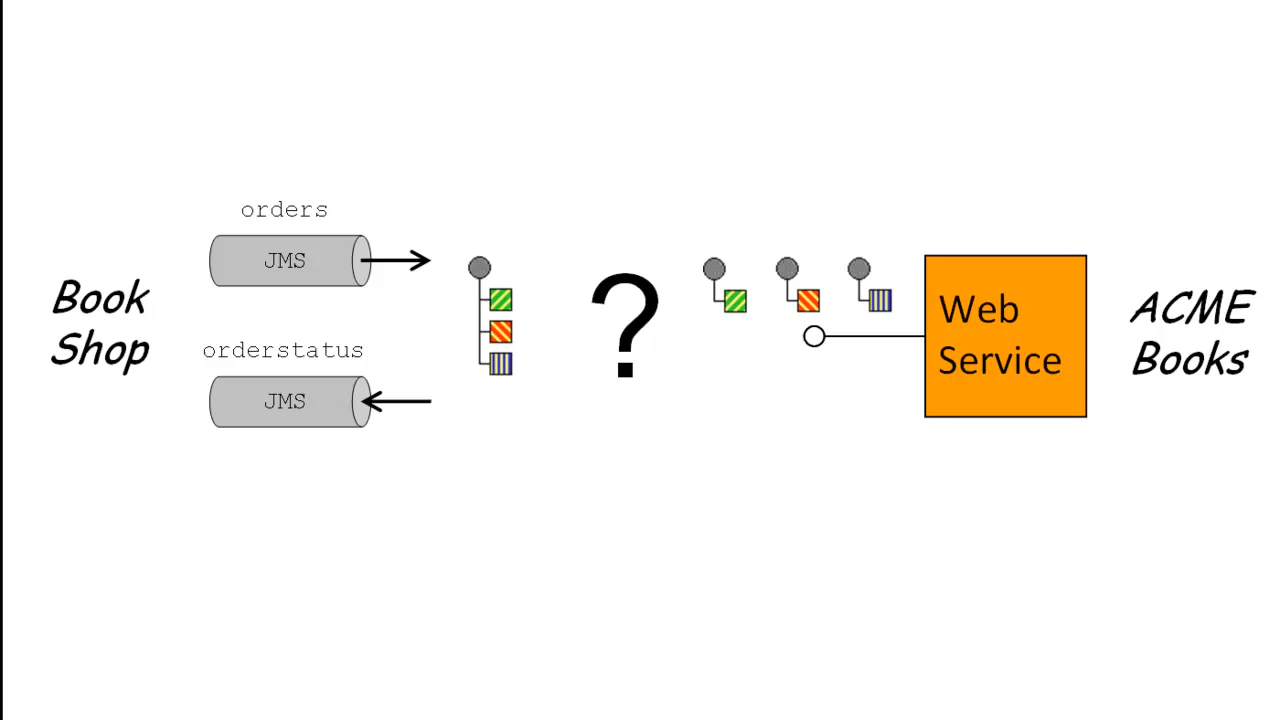 orders
JMS
Book
Shop
orderstatus
JMS
?
Web
Service
ACME
Books